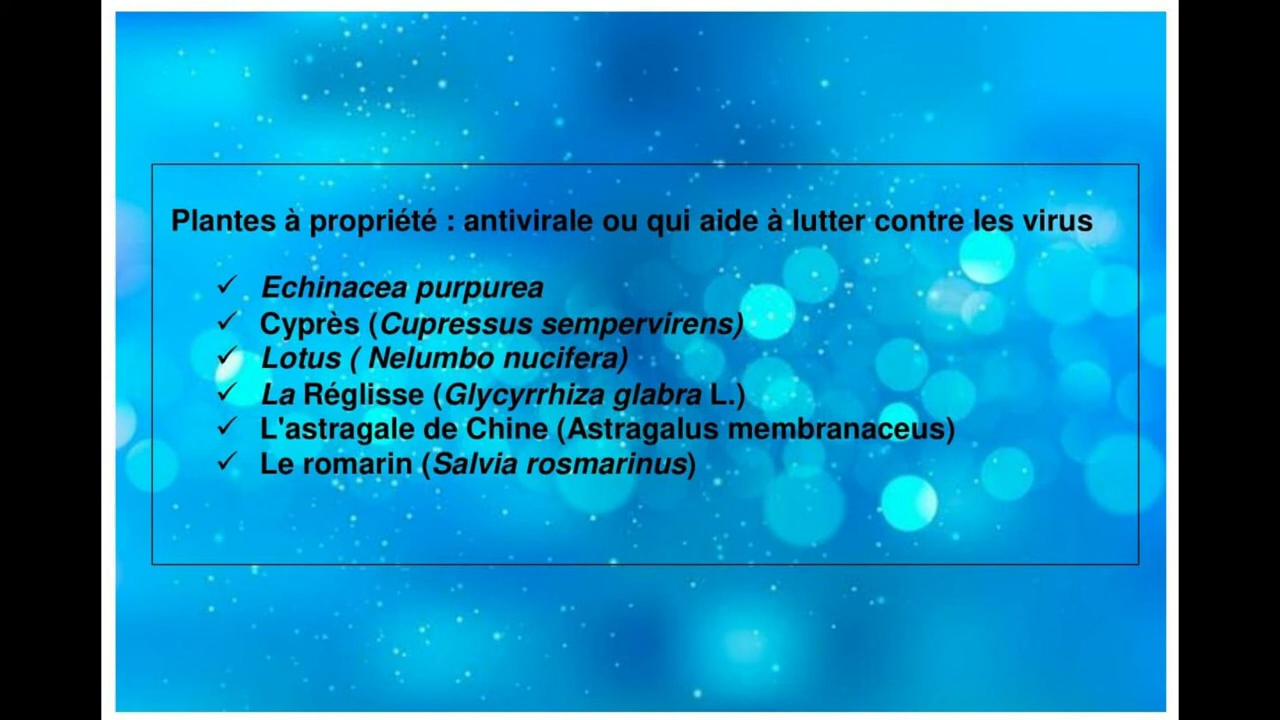 Plantes à propriété : antivirale ou qui aide à lutter contre les virus
✓ Echinacea purpurea
✓ Cyprès (Cupressus sempervirens)
✓ Lotus ( Nelumbo nucifera)
✓ La Réglisse (Glycyrrhiza glabra L.)
✓ L'astragale de Chine (Astragalus membranaceus)
✓ Le romarin (Salvia rosmarinus)